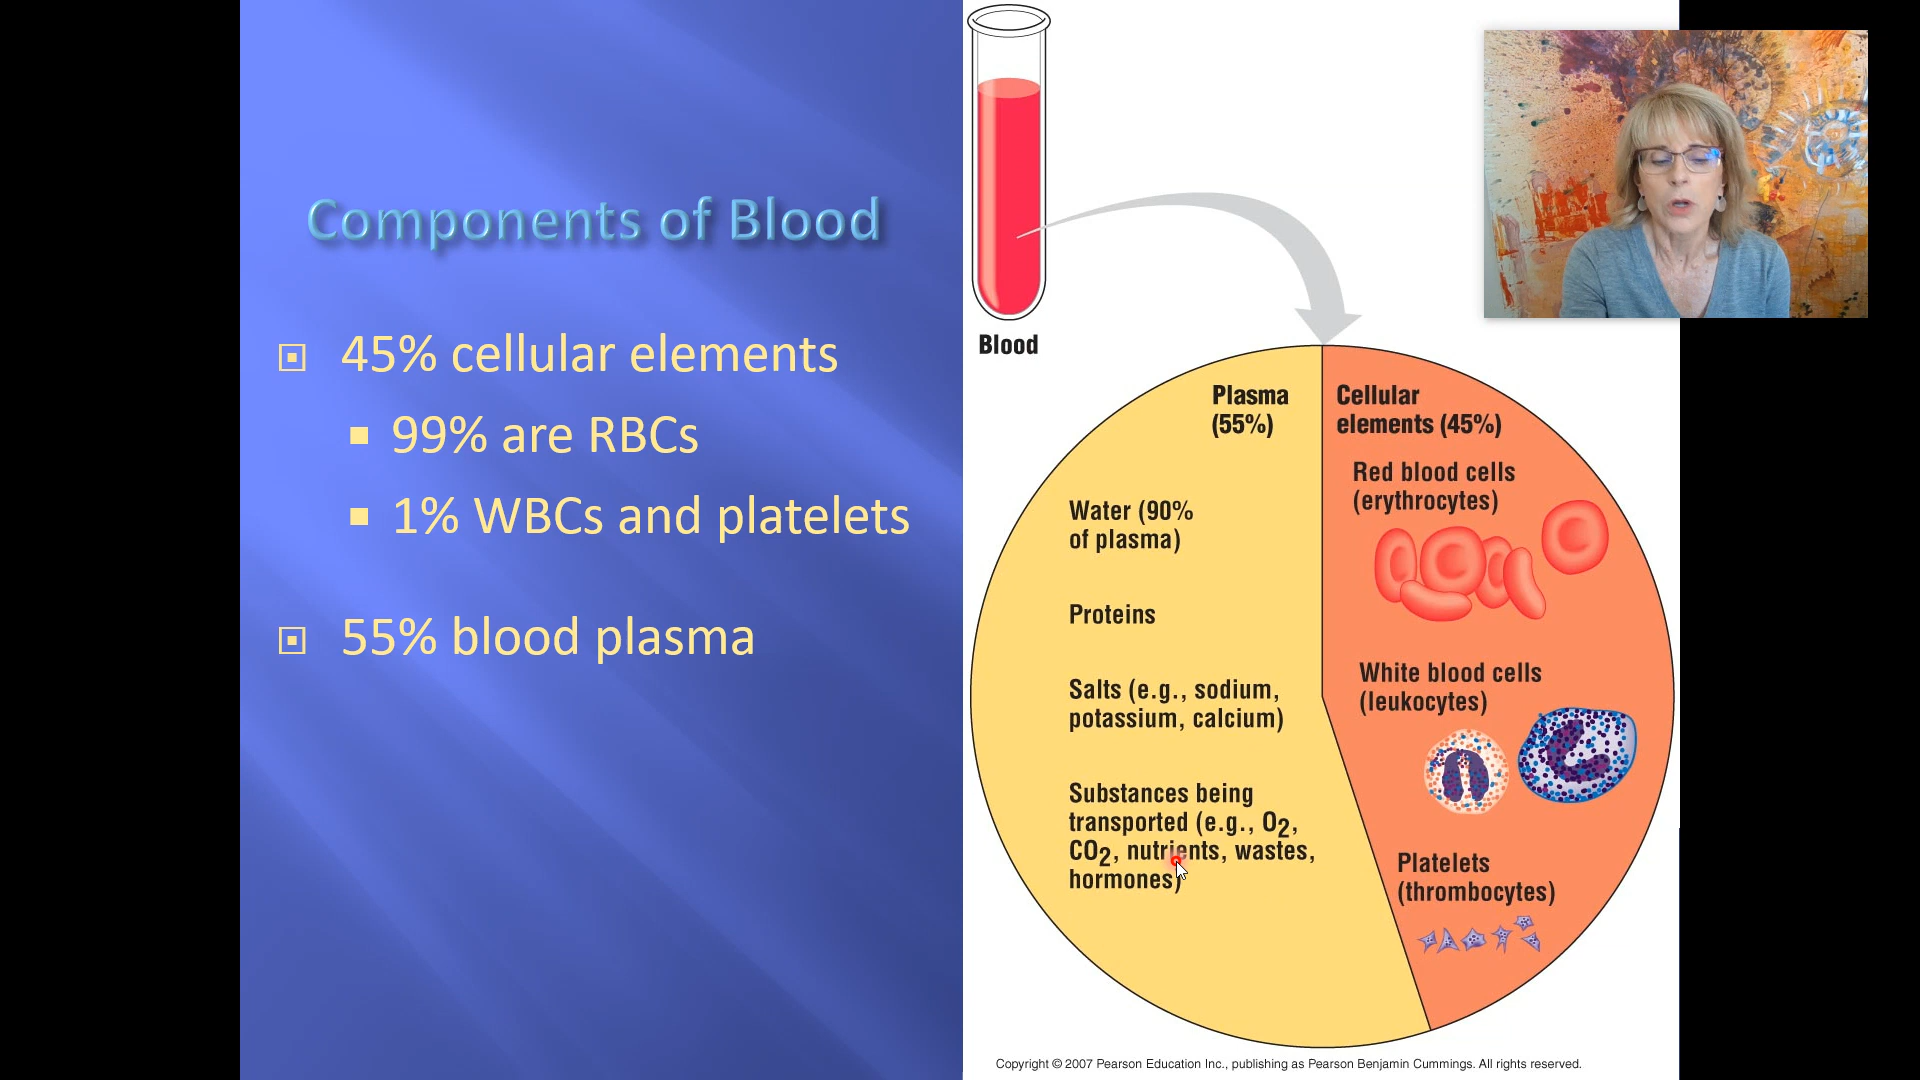 Components of Blood
45% cellular elements
99% are RBCs
1% WBCs and platelets
55% blood plasma
Blood
Plasma
(55%)
Water (90%
of plasma)
Proteins
Salts (e.g., sodium,
potassium, calcium)
Substances being
transported (e.g., O2,
CO2, nutrients, wastes,
hormones)
Cellular
elements (45%)
Red blood cells
(erythrocytes)
White blood cells
(leukocytes)
Platelets
(thrombocytes)
Copyright © 2007 Pearson Education Inc., publishing as Pearson Benjamin Cummings. All rights reserved.